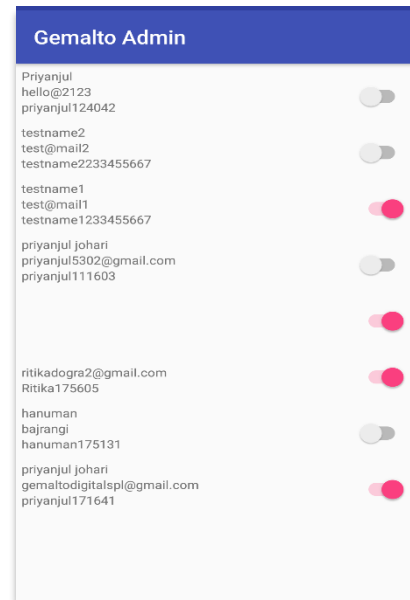 Gemalto Admin
Priyanjul
hello@2123
priyanjul124042
testname2
test@mail2
testname2233455667
testname1
test@mail1
testname1233455667
priyanjul johari
priyanjul5302@gmail.com
priyanjul111603
ritikadogra2@gmail.com
Ritika175605
hanuman
bajrangi
hanuman175131
priyanjul johari
gemaltodigitalspl@gmail.com
priyanjul171641